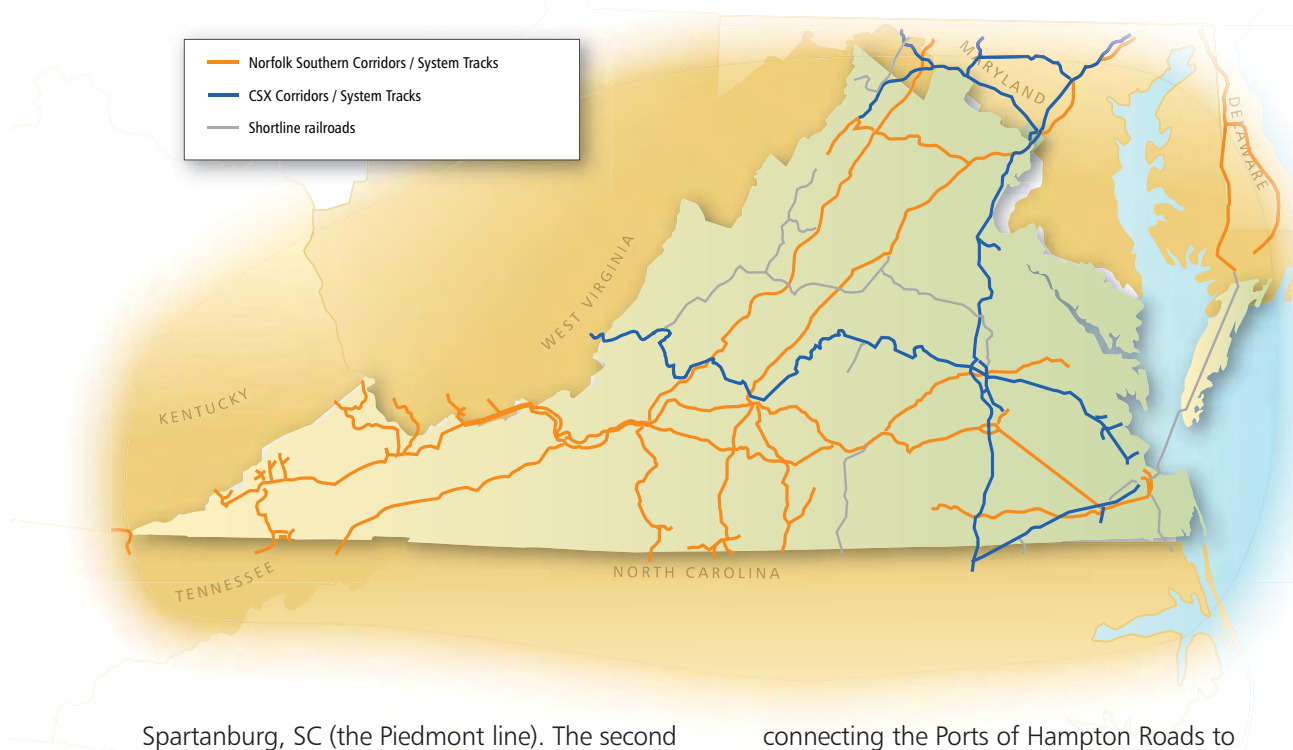 Norfolk Southern Corridors / System Tracks
CSX Corridors / System Tracks
Shortline railroads
MARYLAND
DELAWARE
WEST VIRGINIA
KENTUCKY
TENNESSEE
NORTH CAROLINA
Spartanburg, SC (the Piedmont line). The second
connecting the Ports of Hampton Roads to